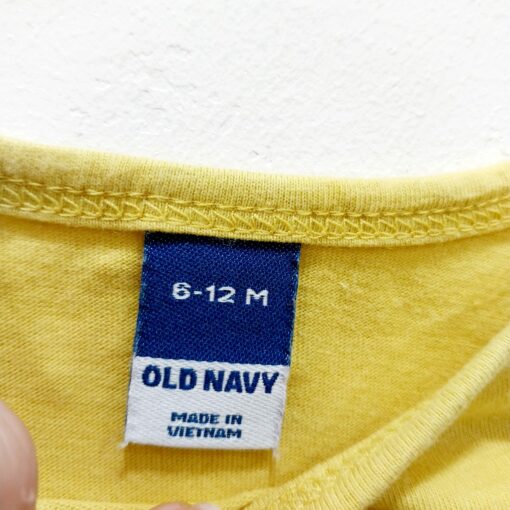 6-12 M
OLD NAVY
MADE IN
VIETNAM